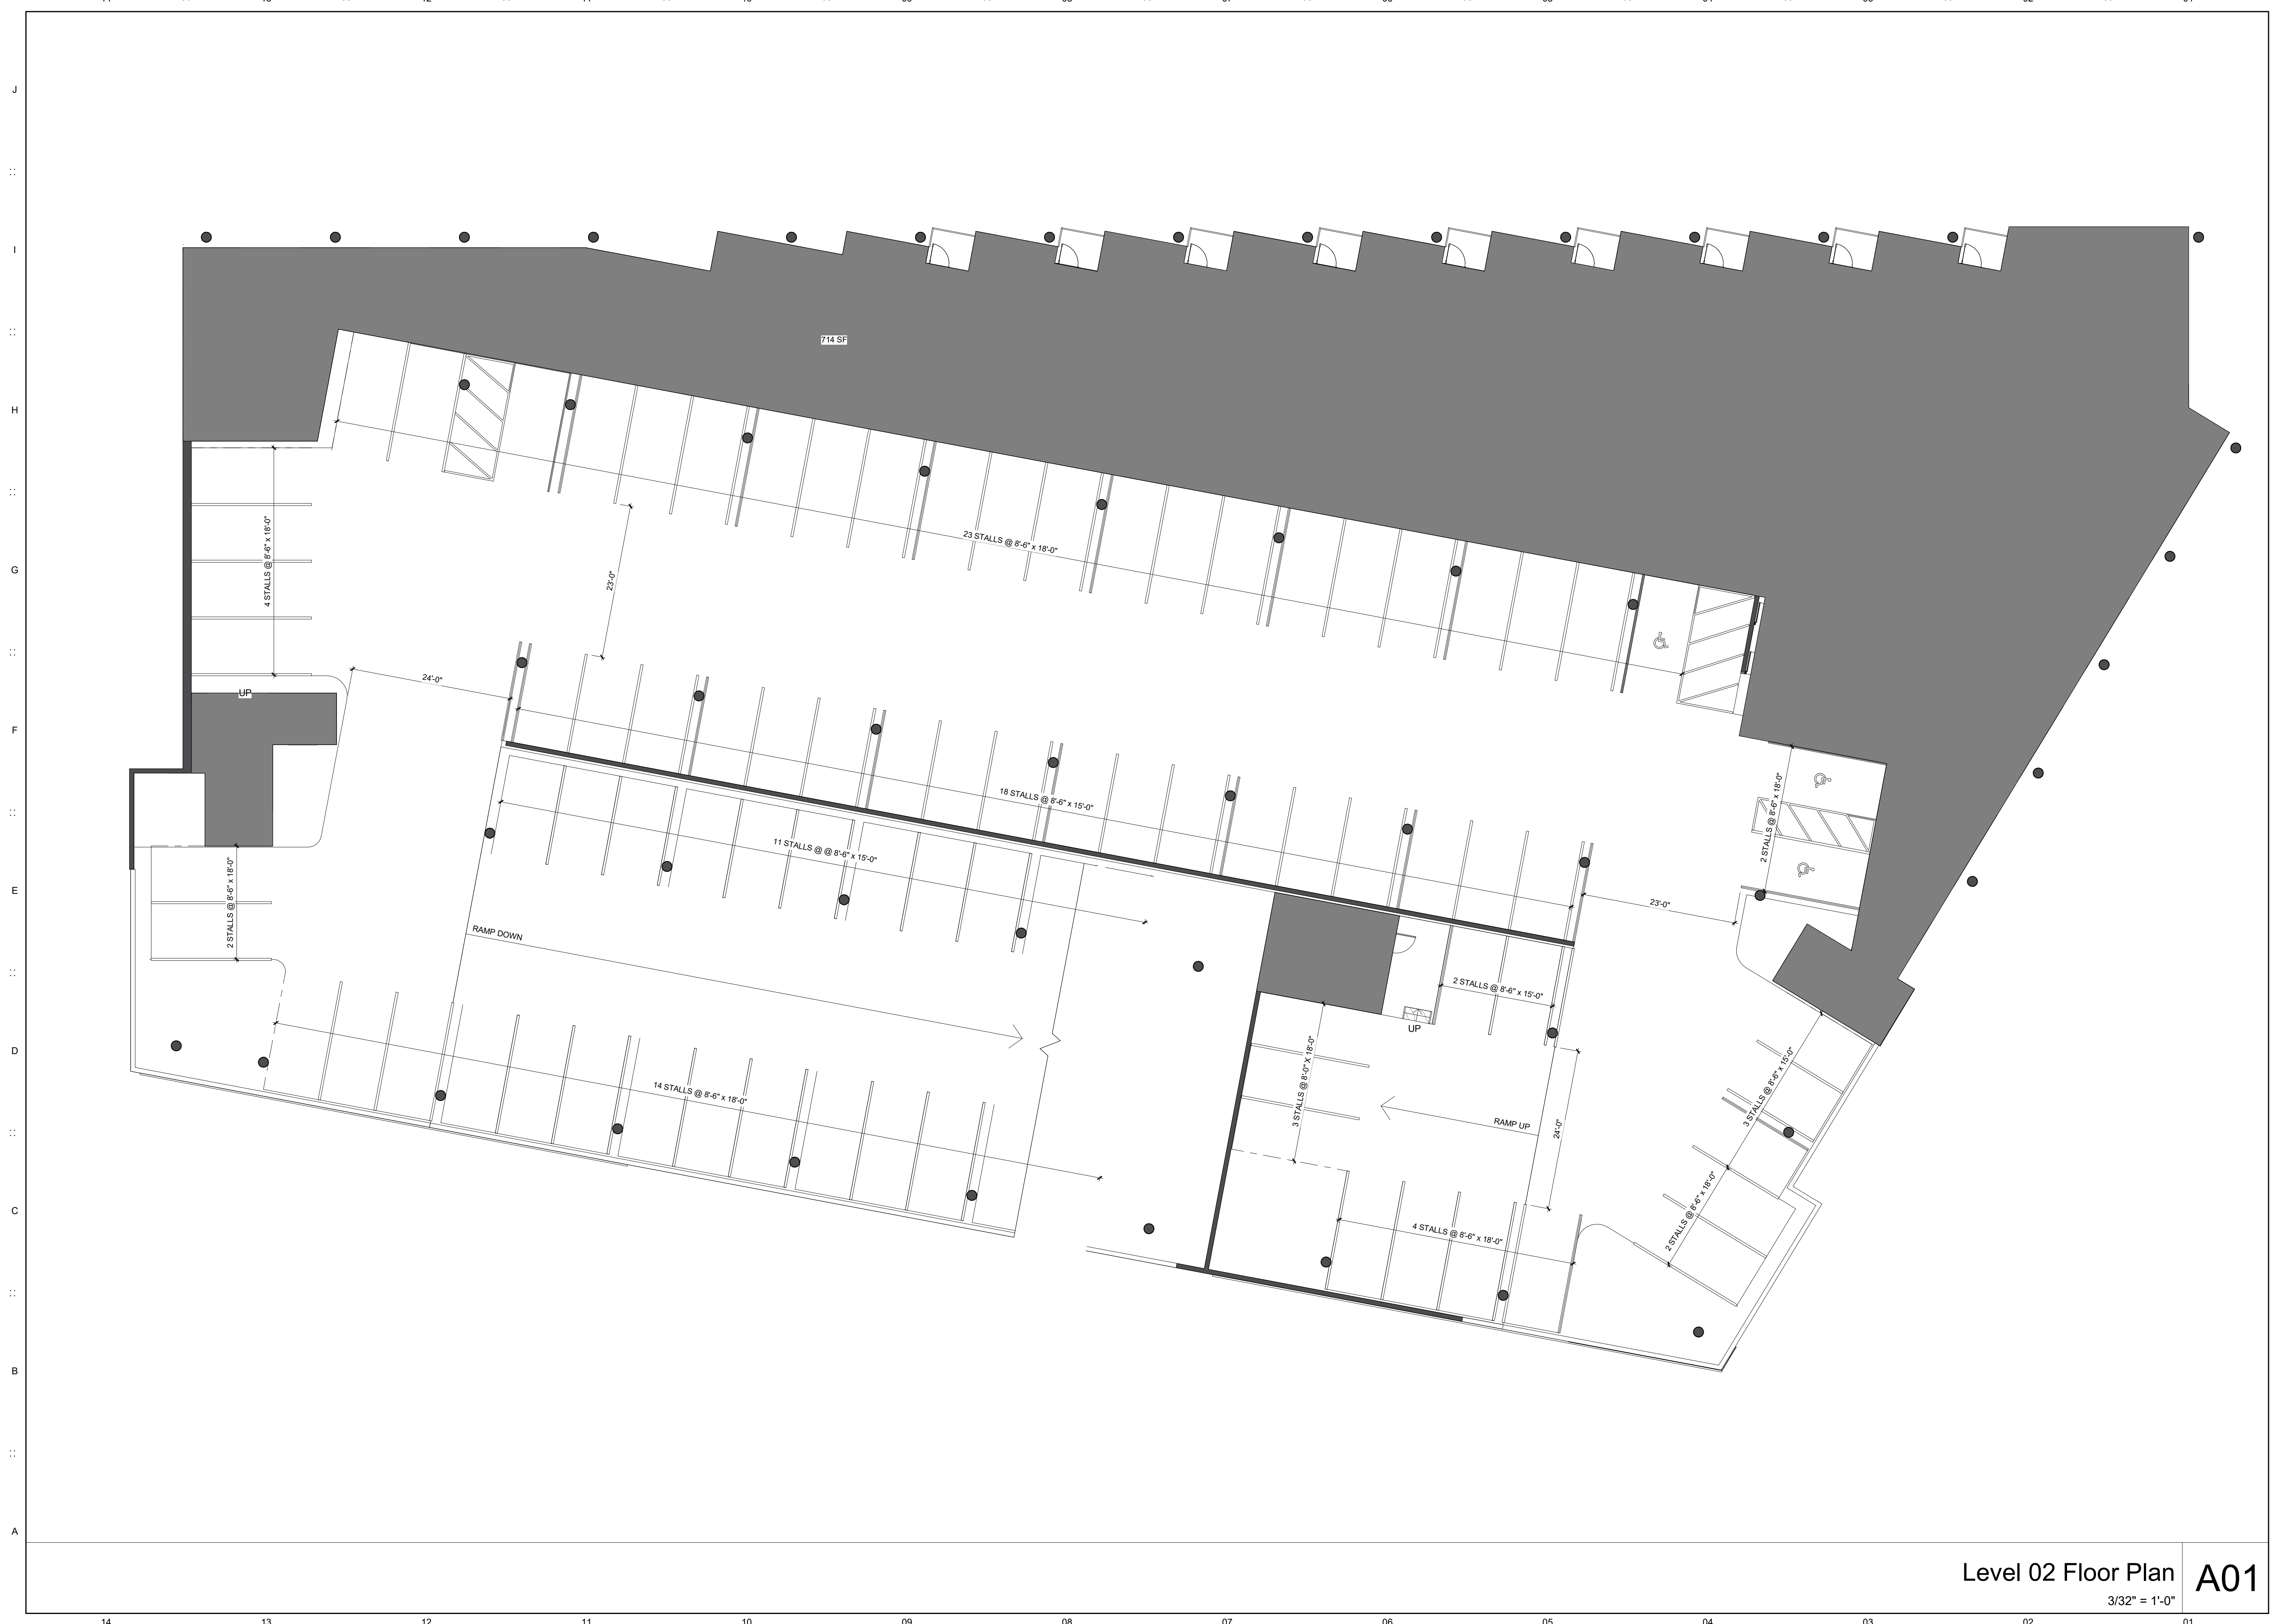 J
I
714 SF
H
23 STALLS @ 8'-6" x 18'-0"
4 STALLS @ 8'-6" x 18'-0"
23'-0"
G
24'-0"
UP
F
18 STALLS @ 8'-6" x 15'-0"
2 STALLS @ 8'-6" x 18'-0"
11 STALLS @ @ 8'-6" x 15'-0"
E
2 STALLS @ 8'-6" x 18'-0"
23'-0"
RAMP DOWN
2 STALLS @ 8'-6" x 15'-0"
UP
D
3 STALLS @ 8'-0" X 18'-0"
3 STALLS @ 8'-6" x 15'-0"
14 STALLS @ 8'-6" x 18'-0"
RAMP UP
24'-0"
C
4 STALLS @ 8'-6" x 18'-0"
2 STALLS @ 8'-6" x 18'-0"
B
A
Level 02 Floor Plan
A01
3/32" = 1'-0"
14 13 12 11 10 09 08 07 06 05 04 03 02 01